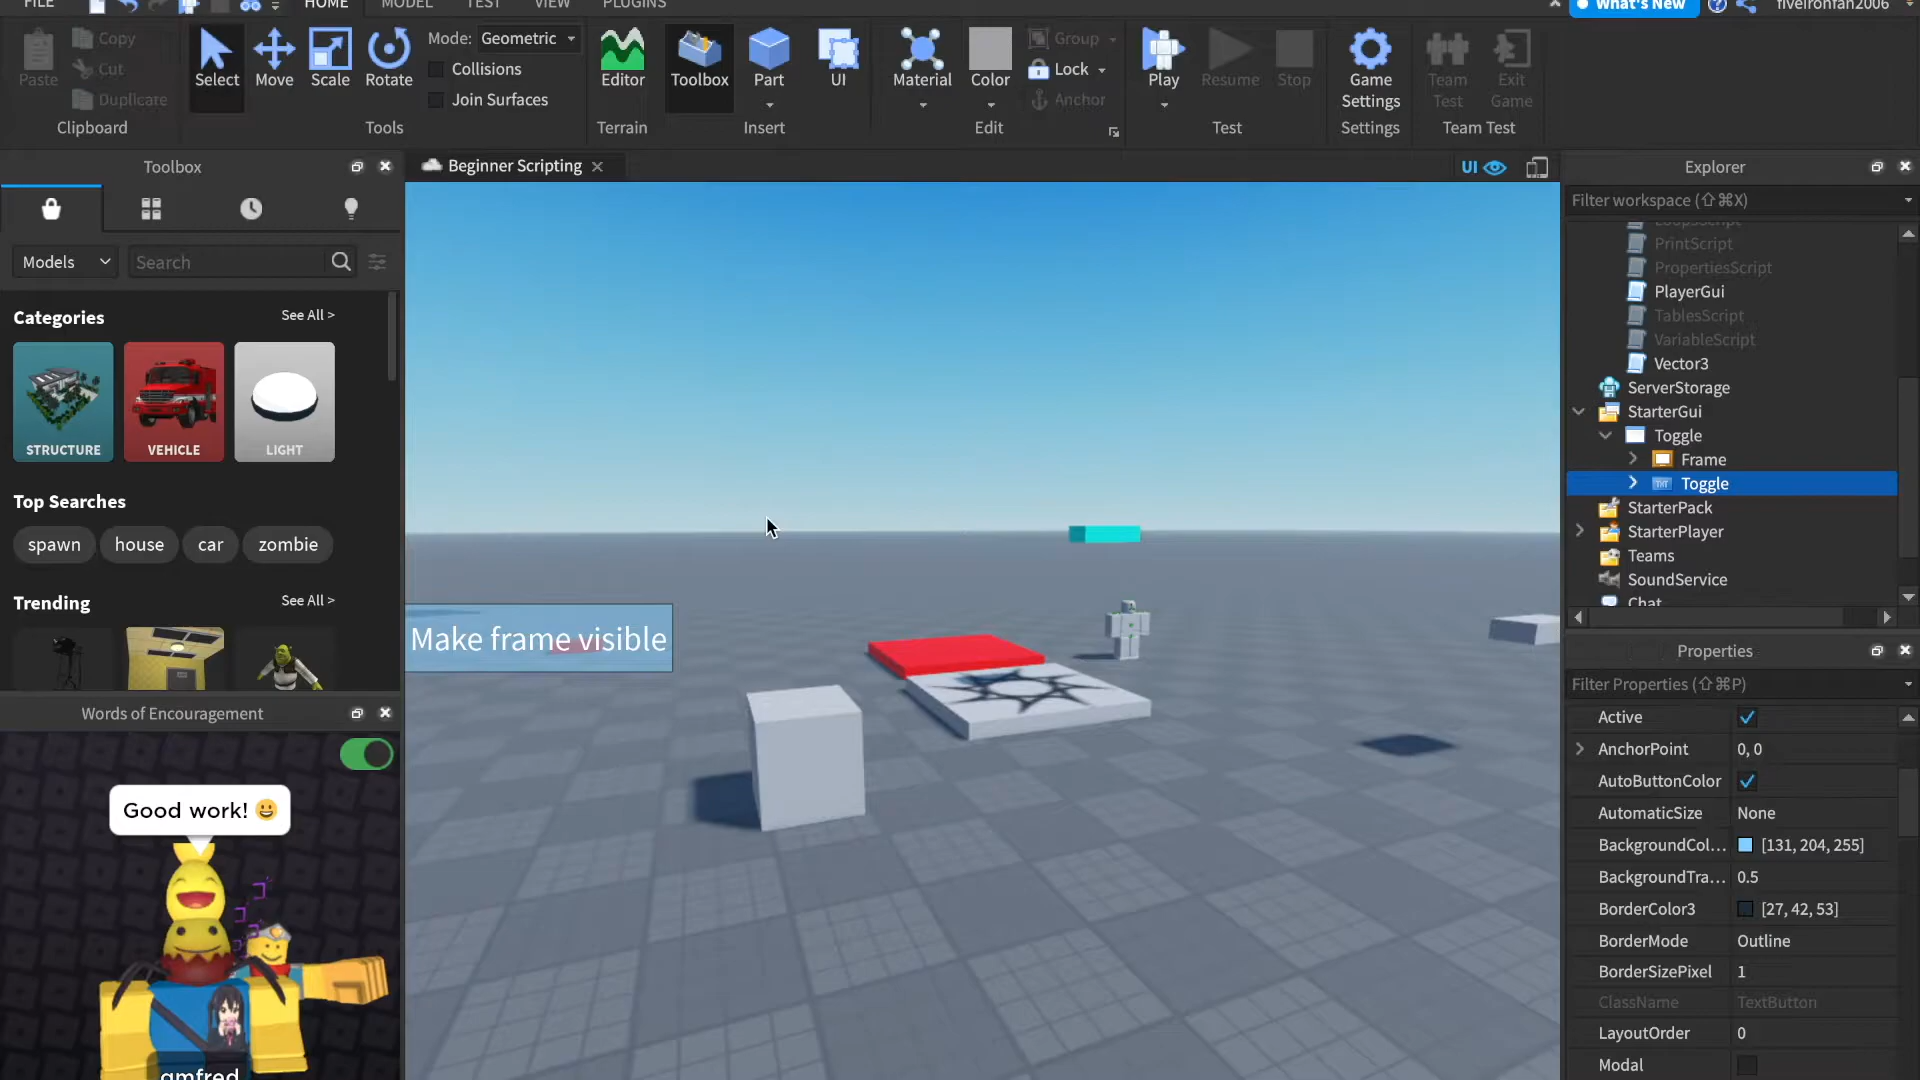 FILE
HOME
MODEL
TEST
VIEW
PLUGINS
What's New
fiveironfan2006
Paste
Copy
Cut
Duplicate
Clipboard
Select
Move
Scale
Rotate
Mode: Geometric
Collisions
Join Surfaces
Tools
Editor
Terrain
Toolbox
Part
UI
Insert
Material
Color
Group
Lock
Anchor
Edit
Play
Resume
Stop
Test
Game
Settings
Settings
Team
Test
Exit
Game
Team Test
Toolbox
Models
Search
Categories
See All >
STRUCTURE
VEHICLE
LIGHT
Top Searches
spawn
house
car
zombie
Trending
See All >
Words of Encouragement
Good work! 😀
gmfred
Beginner Scripting
UI
Make frame visible
Explorer
Filter workspace (⇧⌘X)
LoopsScript
PrintScript
PropertiesScript
PlayerGui
TablesScript
VariableScript
Vector3
ServerStorage
StarterGui
Toggle
Frame
TXT
Toggle
StarterPack
StarterPlayer
Teams
SoundService
Chat
Properties
Filter Properties (⇧⌘P)
Active
AnchorPoint 0, 0
AutoButtonColor
AutomaticSize None
BackgroundCol... [131, 204, 255]
BackgroundTra... 0.5
BorderColor3 [27, 42, 53]
BorderMode Outline
BorderSizePixel 1
ClassName TextButton
LayoutOrder 0
Modal